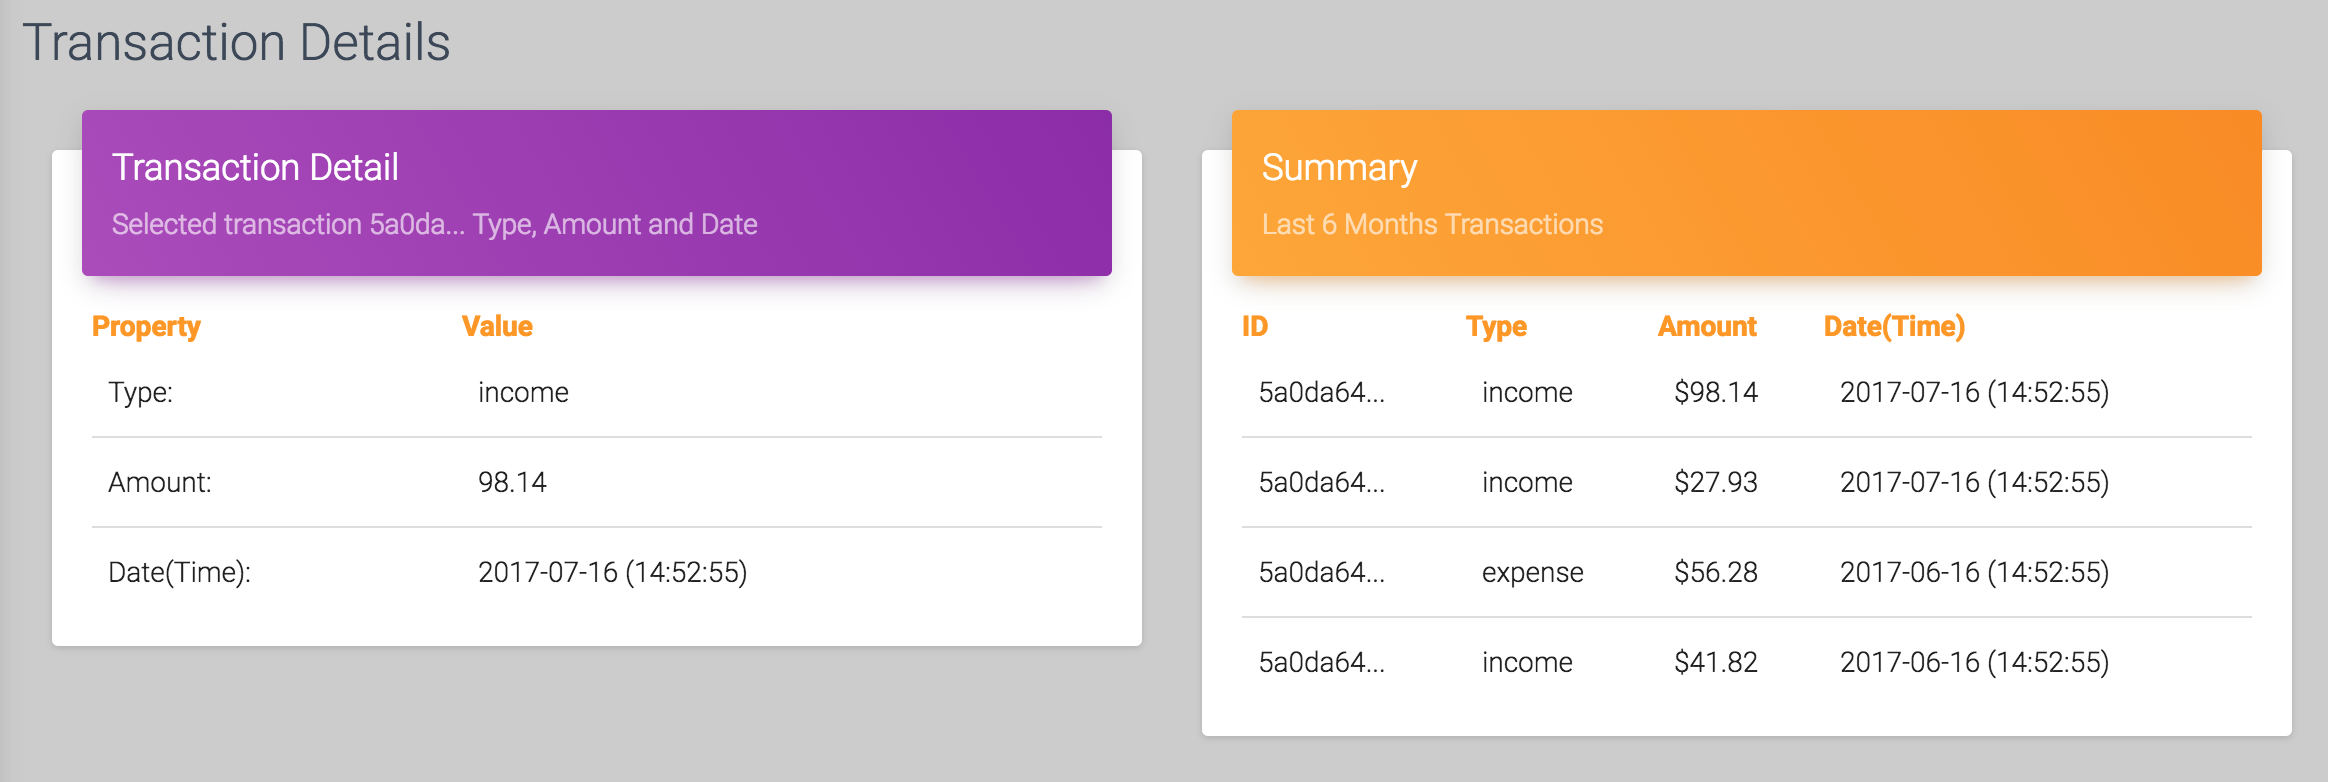 Transaction Details
Transaction Detail
Selected transaction 5a0da... Type, Amount and Date
Property Value
Type: income
Amount: 98.14
Date(Time): 2017-07-16 (14:52:55)
Summary
Last 6 Months Transactions
ID Type Amount Date(Time)
5a0da64... income $98.14 2017-07-16 (14:52:55)
5a0da64... income $27.93 2017-07-16 (14:52:55)
5a0da64... expense $56.28 2017-06-16 (14:52:55)
5a0da64... income $41.82 2017-06-16 (14:52:55)